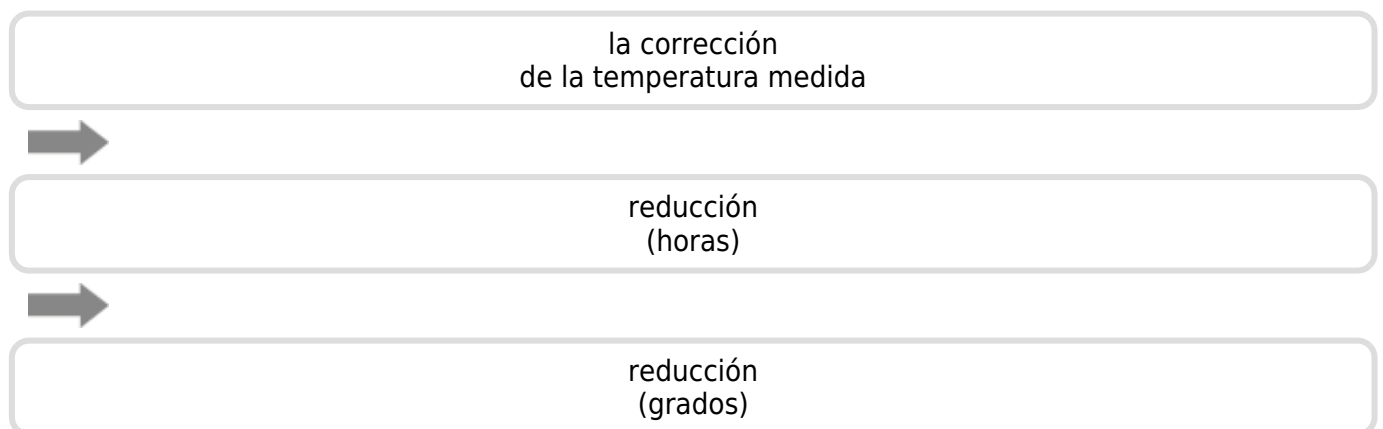 la corrección
de la temperatura medida
reducción
(horas)
reducción
(grados)